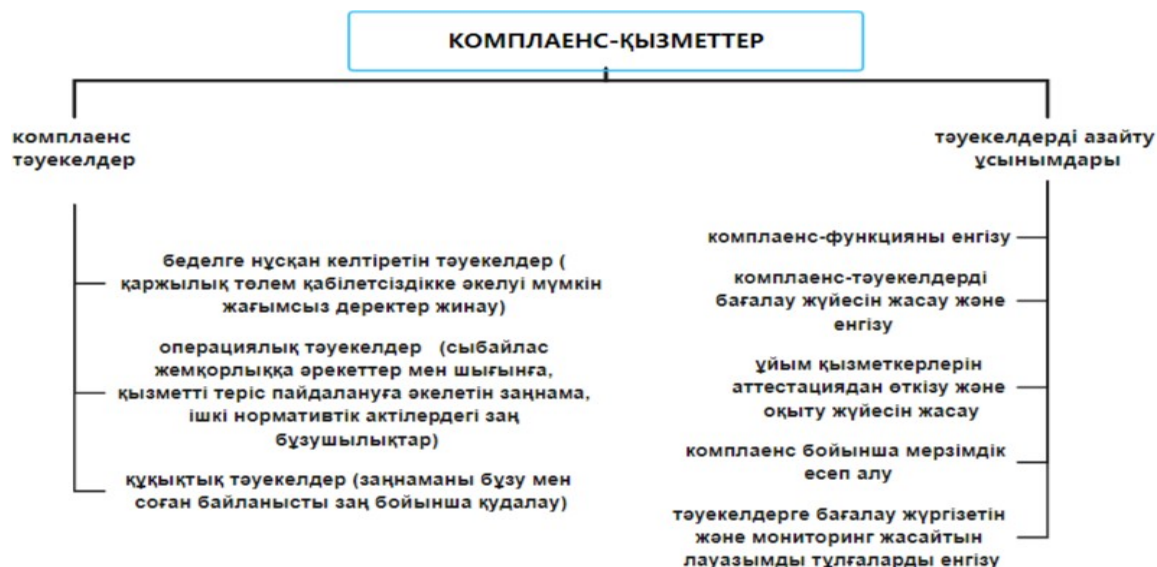 КОМПЛАЕНС-ҚЫЗМЕТТЕР
комплаенс
тәуекелдер
беделге нұсқан келтіретін тәуекелдер (
қаржылық төлем қабілетсіздікке әкелуі мүмкін
жағымсыз деректер жинау)
операциялық тәуекелдер (сыбайлас
жемқорлыққа әрекеттер мен шығынға,
қызметті теріс пайдалануға әкелетін заңнама,
ішкі нормативтік актілердегі заң
бұзушылықтар)
құқықтық тәуекелдер (заңнаманы бұзу мен
соған байланысты заң бойынша қудалау)
тәуекелдерді азайту
ұсынымдары
комплаенс-функцияны енгізу
комплаенс-тәуекелдерді
бағалау жүйесін жасау және
енгізу
ұйым қызметкерлерін
аттестациядан өткізу және
оқыту жүйесін жасау
комплаенс бойынша мерзімдік
есеп алу
тәуекелдерге бағалау жүргізетін
және мониторинг жасайтын
лауазымды тұлғаларды енгізу